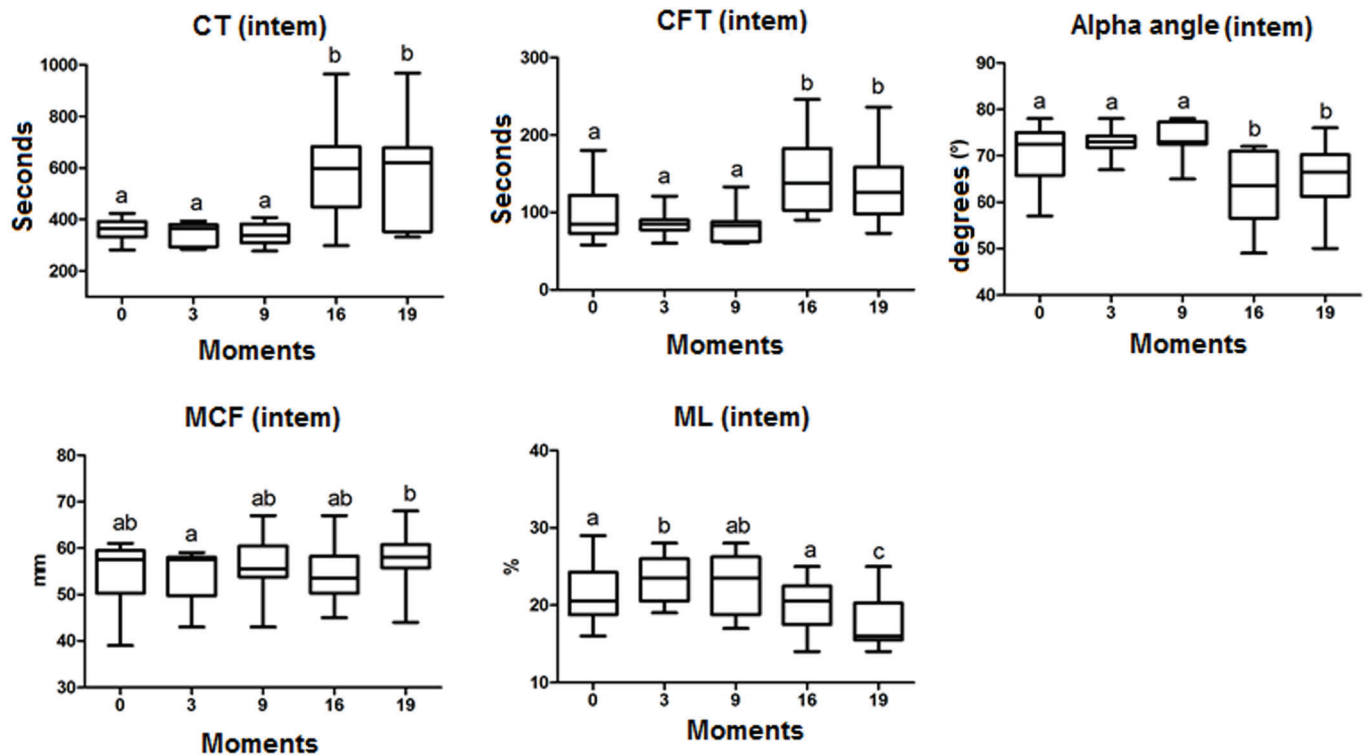 CT (intem)
Seconds
1000
800
600
400
200
a
a
a
b
b
0 3 9 16 19
Moments
CFT (intem)
Seconds
300
200
100
0
a
a
a
b
b
0 3 9 16 19
Moments
Alpha angle (intem)
degrees (°)
90
80
70
60
50
40
a
a
a
b
b
0 3 9 16 19
Moments
MCF (intem)
mm
80
70
60
50
40
30
ab
a
ab
ab
b
0 3 9 16 19
Moments
ML (intem)
%
40
30
20
10
a
b
ab
a
c
0 3 9 16 19
Moments